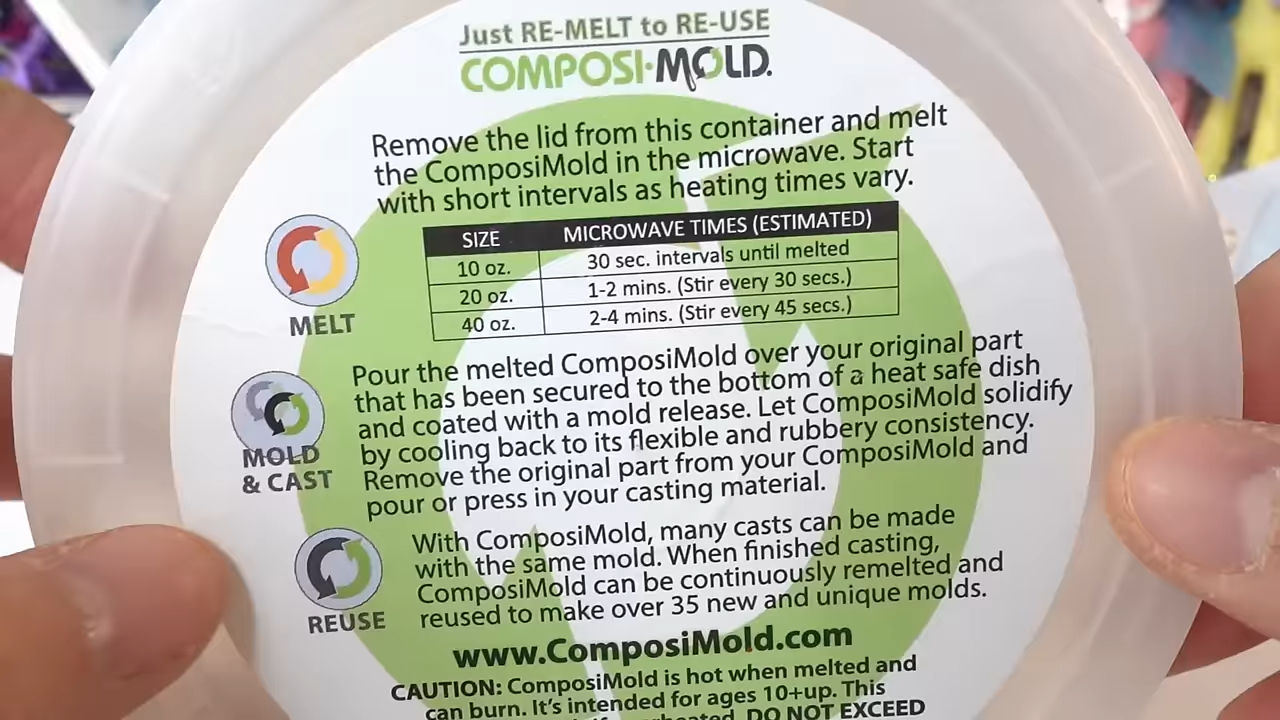 Just RE-MELT to RE-USE
COMPOSI·MOLD.
Remove the lid from this container and melt
the ComposiMold in the microwave. Start
with short intervals as heating times vary.
SIZE MICROWAVE TIMES (ESTIMATED)
10 oz. 30 sec. intervals until melted
20 oz. 1-2 mins. (Stir every 30 secs.)
40 oz. 2-4 mins. (Stir every 45 secs.)
MELT
Pour the melted ComposiMold over your original part
that has been secured to the bottom of a heat safe dish
and coated with a mold release. Let ComposiMold solidify
by cooling back to its flexible and rubbery consistency.
Remove the original part from your ComposiMold and
pour or press in your casting material.
MOLD
& CAST
With ComposiMold, many casts can be made
with the same mold. When finished casting,
ComposiMold can be continuously remelted and
reused to make over 35 new and unique molds.
REUSE
www.ComposiMold.com
CAUTION: ComposiMold is hot when melted and
can burn. It's intended for ages 10+up. This
DO NOT EXCEED